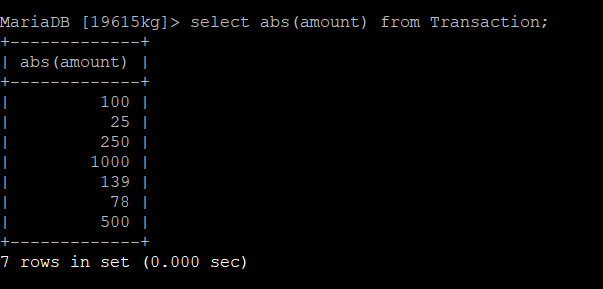 MariaDB [19615kg]> select abs(amount) from Transaction;
+-------------+
| abs(amount) |
+-------------+
|         100 |
|          25 |
|         250 |
|        1000 |
|         139 |
|          78 |
|         500 |
+-------------+
7 rows in set (0.000 sec)